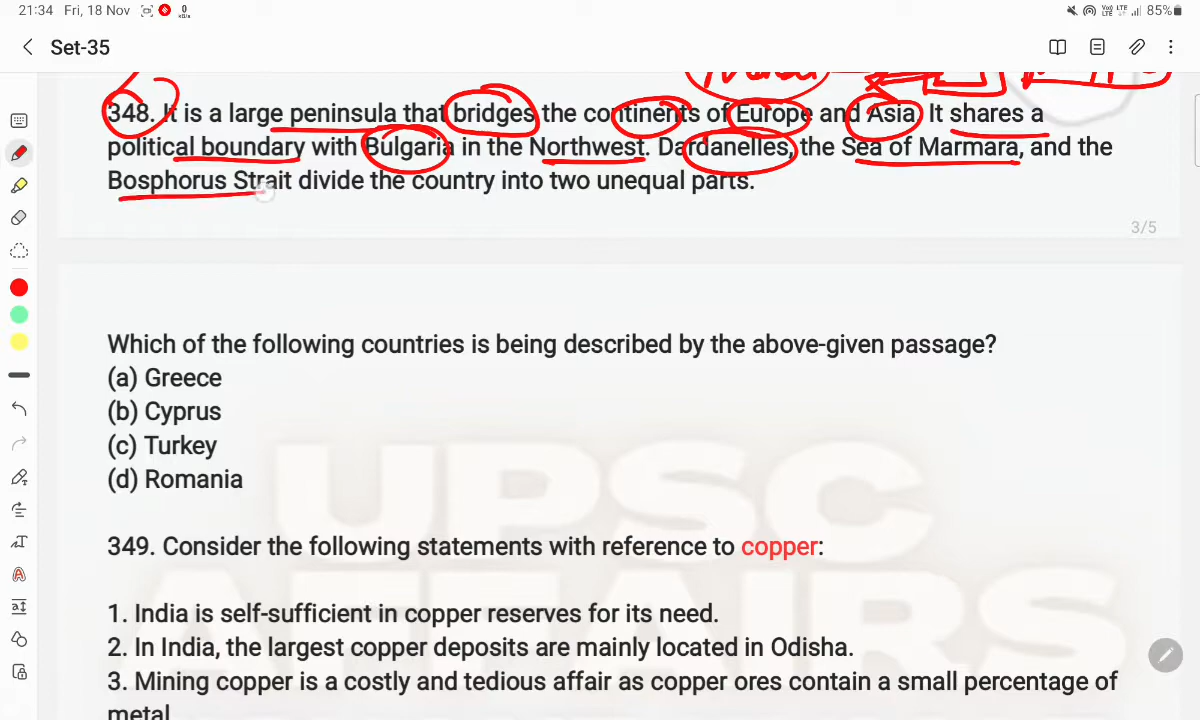 21:34 Fri, 18 Nov 0 KB/s Vo) LTE LTE 85%
Set-35
348. It is a large peninsula that bridges the continents of Europe and Asia. It shares a
political boundary with Bulgaria in the Northwest. Dardanelles, the Sea of Marmara, and the
Bosphorus Strait divide the country into two unequal parts.
3/5
Which of the following countries is being described by the above-given passage?
(a) Greece
(b) Cyprus
(c) Turkey
(d) Romania
349. Consider the following statements with reference to copper:
1. India is self-sufficient in copper reserves for its need.
2. In India, the largest copper deposits are mainly located in Odisha.
3. Mining copper is a costly and tedious affair as copper ores contain a small percentage of
metal
UPSC
AFFAIRS